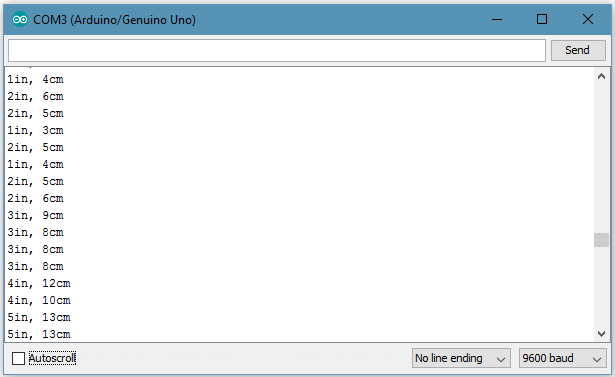 COM3 (Arduino/Genuino Uno)
Send
1in, 4cm
2in, 6cm
2in, 5cm
1in, 3cm
2in, 5cm
1in, 4cm
2in, 5cm
2in, 6cm
3in, 9cm
3in, 8cm
3in, 8cm
3in, 8cm
4in, 12cm
4in, 10cm
5in, 13cm
5in, 13cm
Autoscroll
No line ending
9600 baud